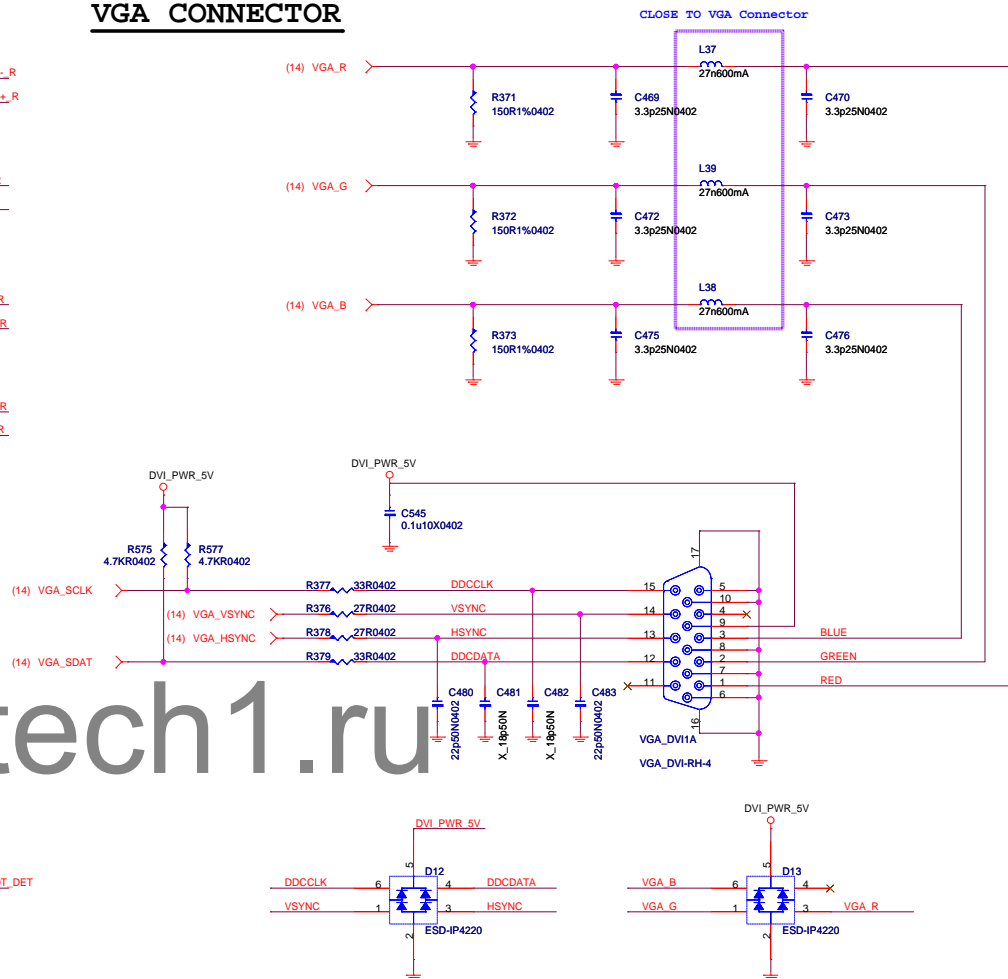 VGA CONNECTOR
CLOSE TO VGA Connector
-_R
+_R
(14) VGA_R
L37
27n600mA
R371
150R1%0402
C469
3.3p25N0402
C470
3.3p25N0402
(14) VGA_G
L39
27n600mA
R372
150R1%0402
C472
3.3p25N0402
C473
3.3p25N0402
R
R
(14) VGA_B
L38
27n600mA
R373
150R1%0402
C475
3.3p25N0402
C476
3.3p25N0402
R
R
DVI_PWR_5V
DVI_PWR_5V
C545
0.1u10X0402
R575
4.7KR0402
R577
4.7KR0402
17
(14) VGA_SCLK
R377
33R0402
DDCCLK
15
5
10
(14) VGA_VSYNC
R376
27R0402
VSYNC
14
4
9
(14) VGA_HSYNC
R378
27R0402
HSYNC
13
3
BLUE
8
(14) VGA_SDAT
R379
33R0402
DDCDATA
12
2
GREEN
7
11
1
RED
6
C480
22p50N0402
C481
X_18p50N
C482
X_18p50N
C483
22p50N0402
16
VGA_DVI1A
VGA_DVI-RH-4
tech1.ru
DVI_PWR_5V
DVI_PWR_5V
T_DET
5
D12
DDCCLK
6
4
DDCDATA
VSYNC
1
3
HSYNC
2
ESD-IP4220
5
D13
VGA_B
6
4
VGA_G
1
3
VGA_R
2
ESD-IP4220